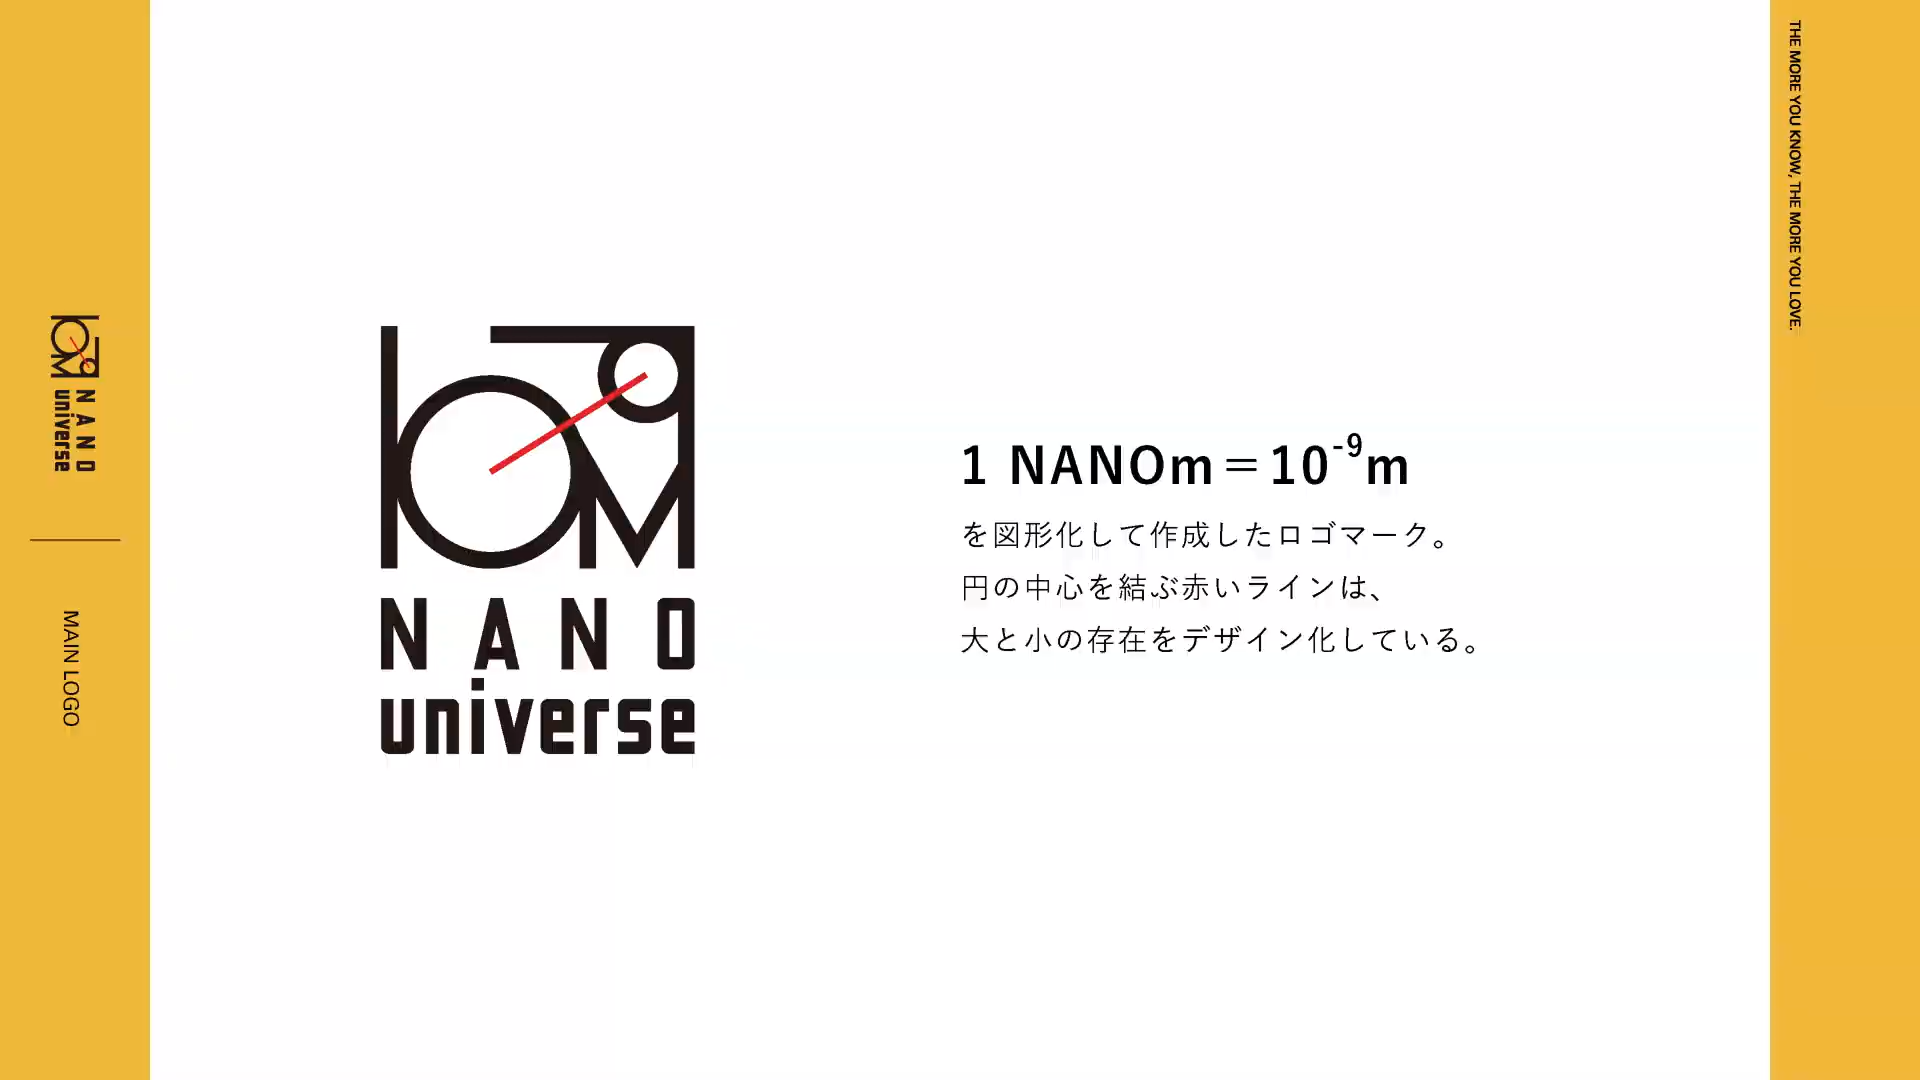 NANO
universe
MAIN LOGO
NANO
universe
1 NANOm＝10⁻⁹m
を図形化して作成したロゴマーク。
円の中心を結ぶ赤いラインは、
大と小の存在をデザイン化している。
THE MORE YOU KNOW, THE MORE YOU LOVE.